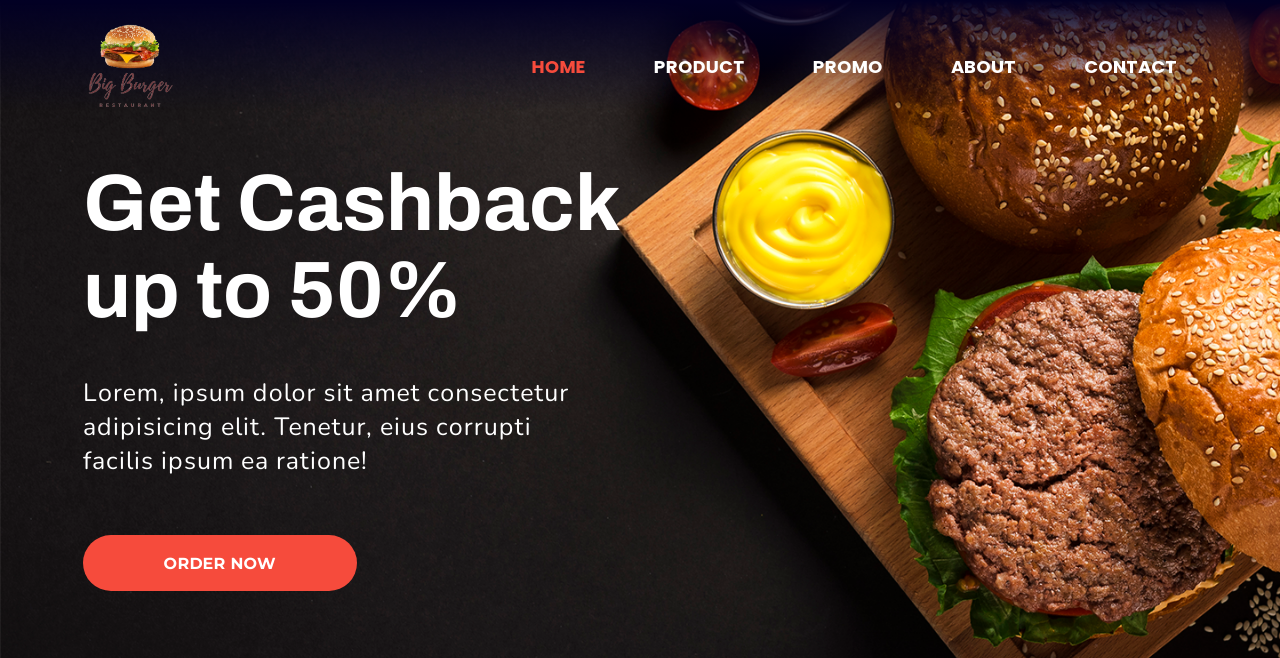 Big Burger
RESTAURANT
HOME PRODUCT PROMO ABOUT CONTACT
Get Cashback
up to 50%
Lorem, ipsum dolor sit amet consectetur
adipisicing elit. Tenetur, eius corrupti
facilis ipsum ea ratione!
ORDER NOW